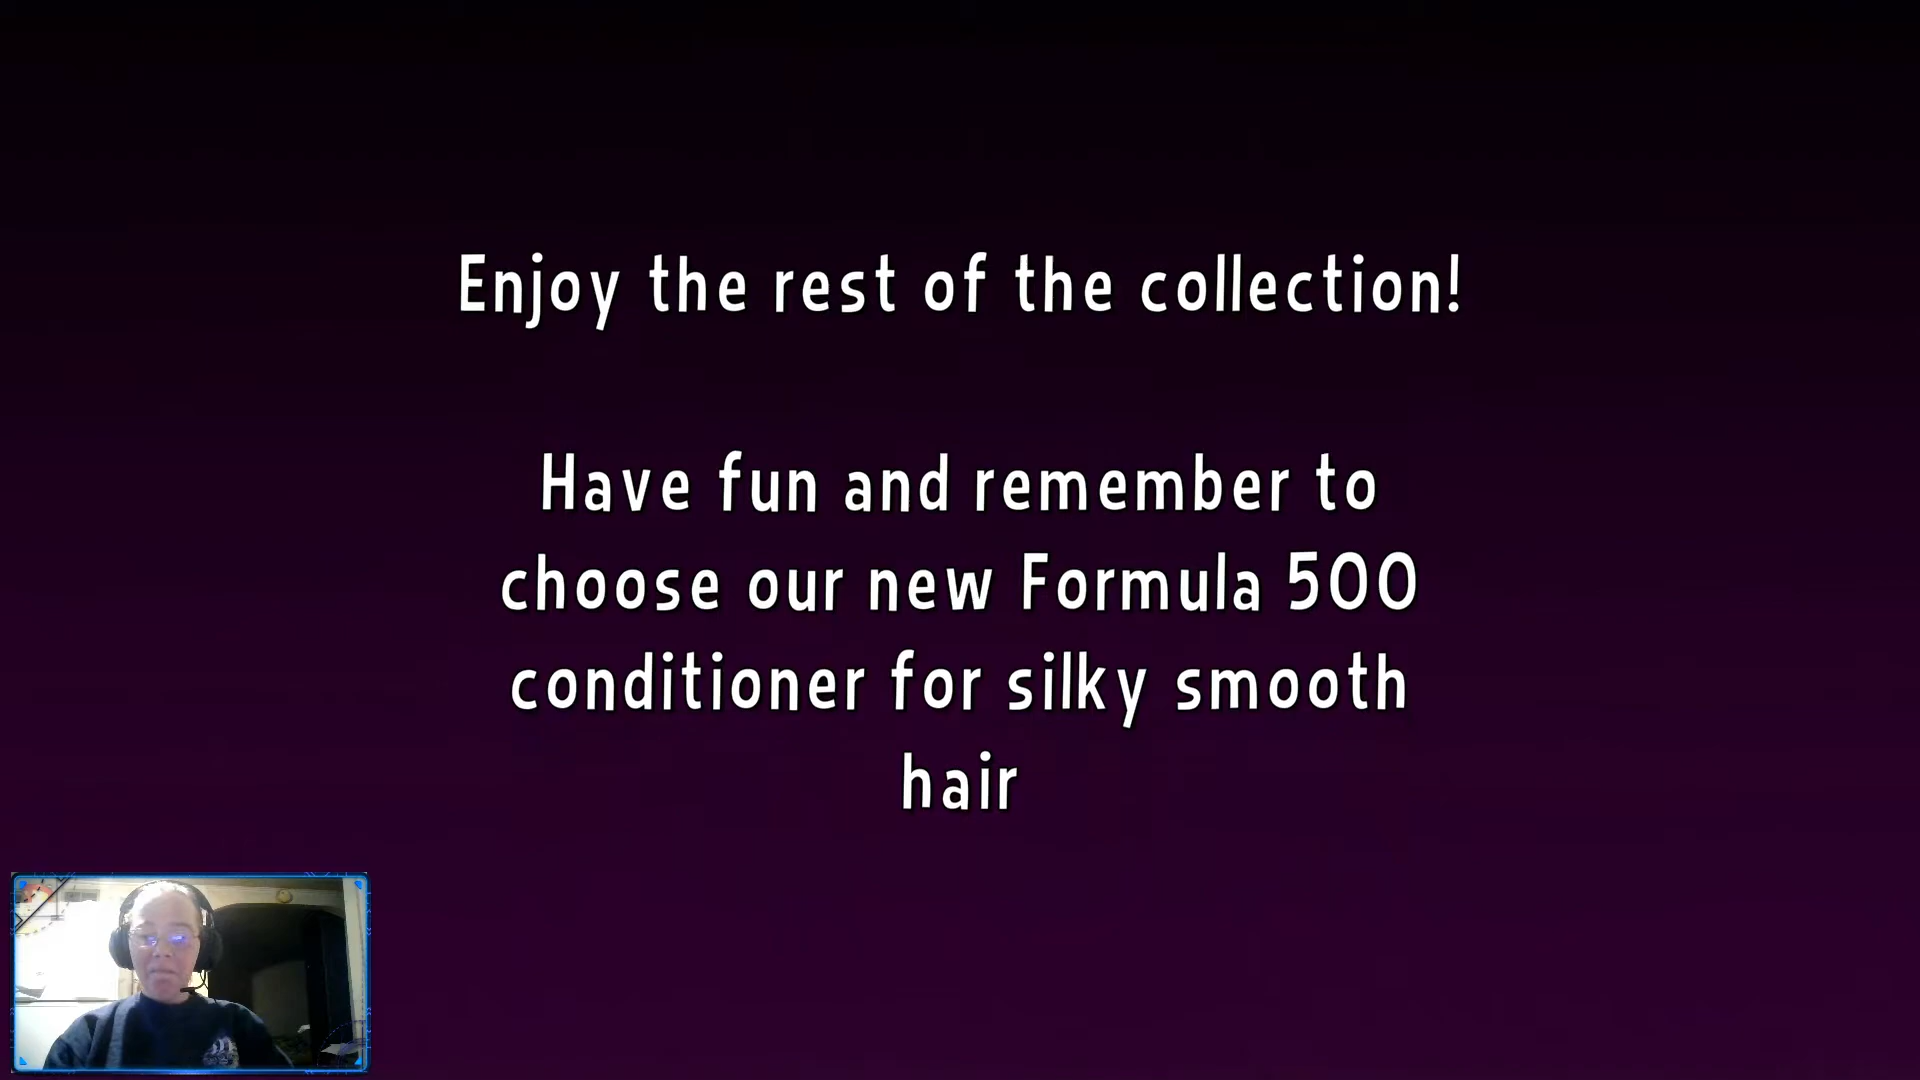 Enjoy the rest of the collection!
Have fun and remember to
choose our new Formula 500
conditioner for silky smooth
hair